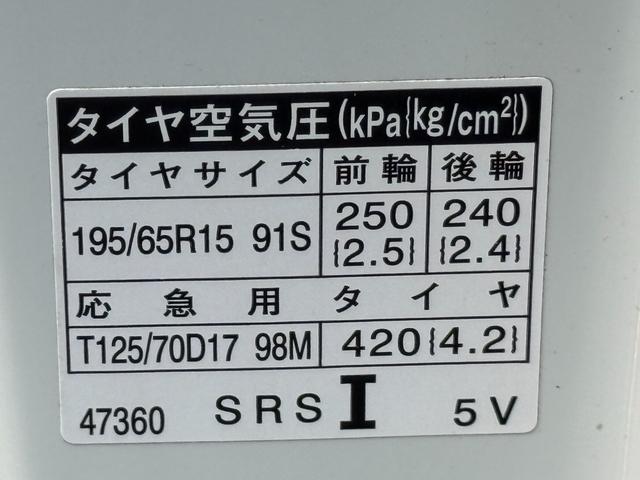 タイヤ空気圧(kPa{kg/cm²})
タイヤサイズ 前輪 後輪
195/65R15 91S 250 240
{2.5} {2.4}
応急用タイヤ
T125/70D17 98M 420{4.2}
47360 SRS I 5V